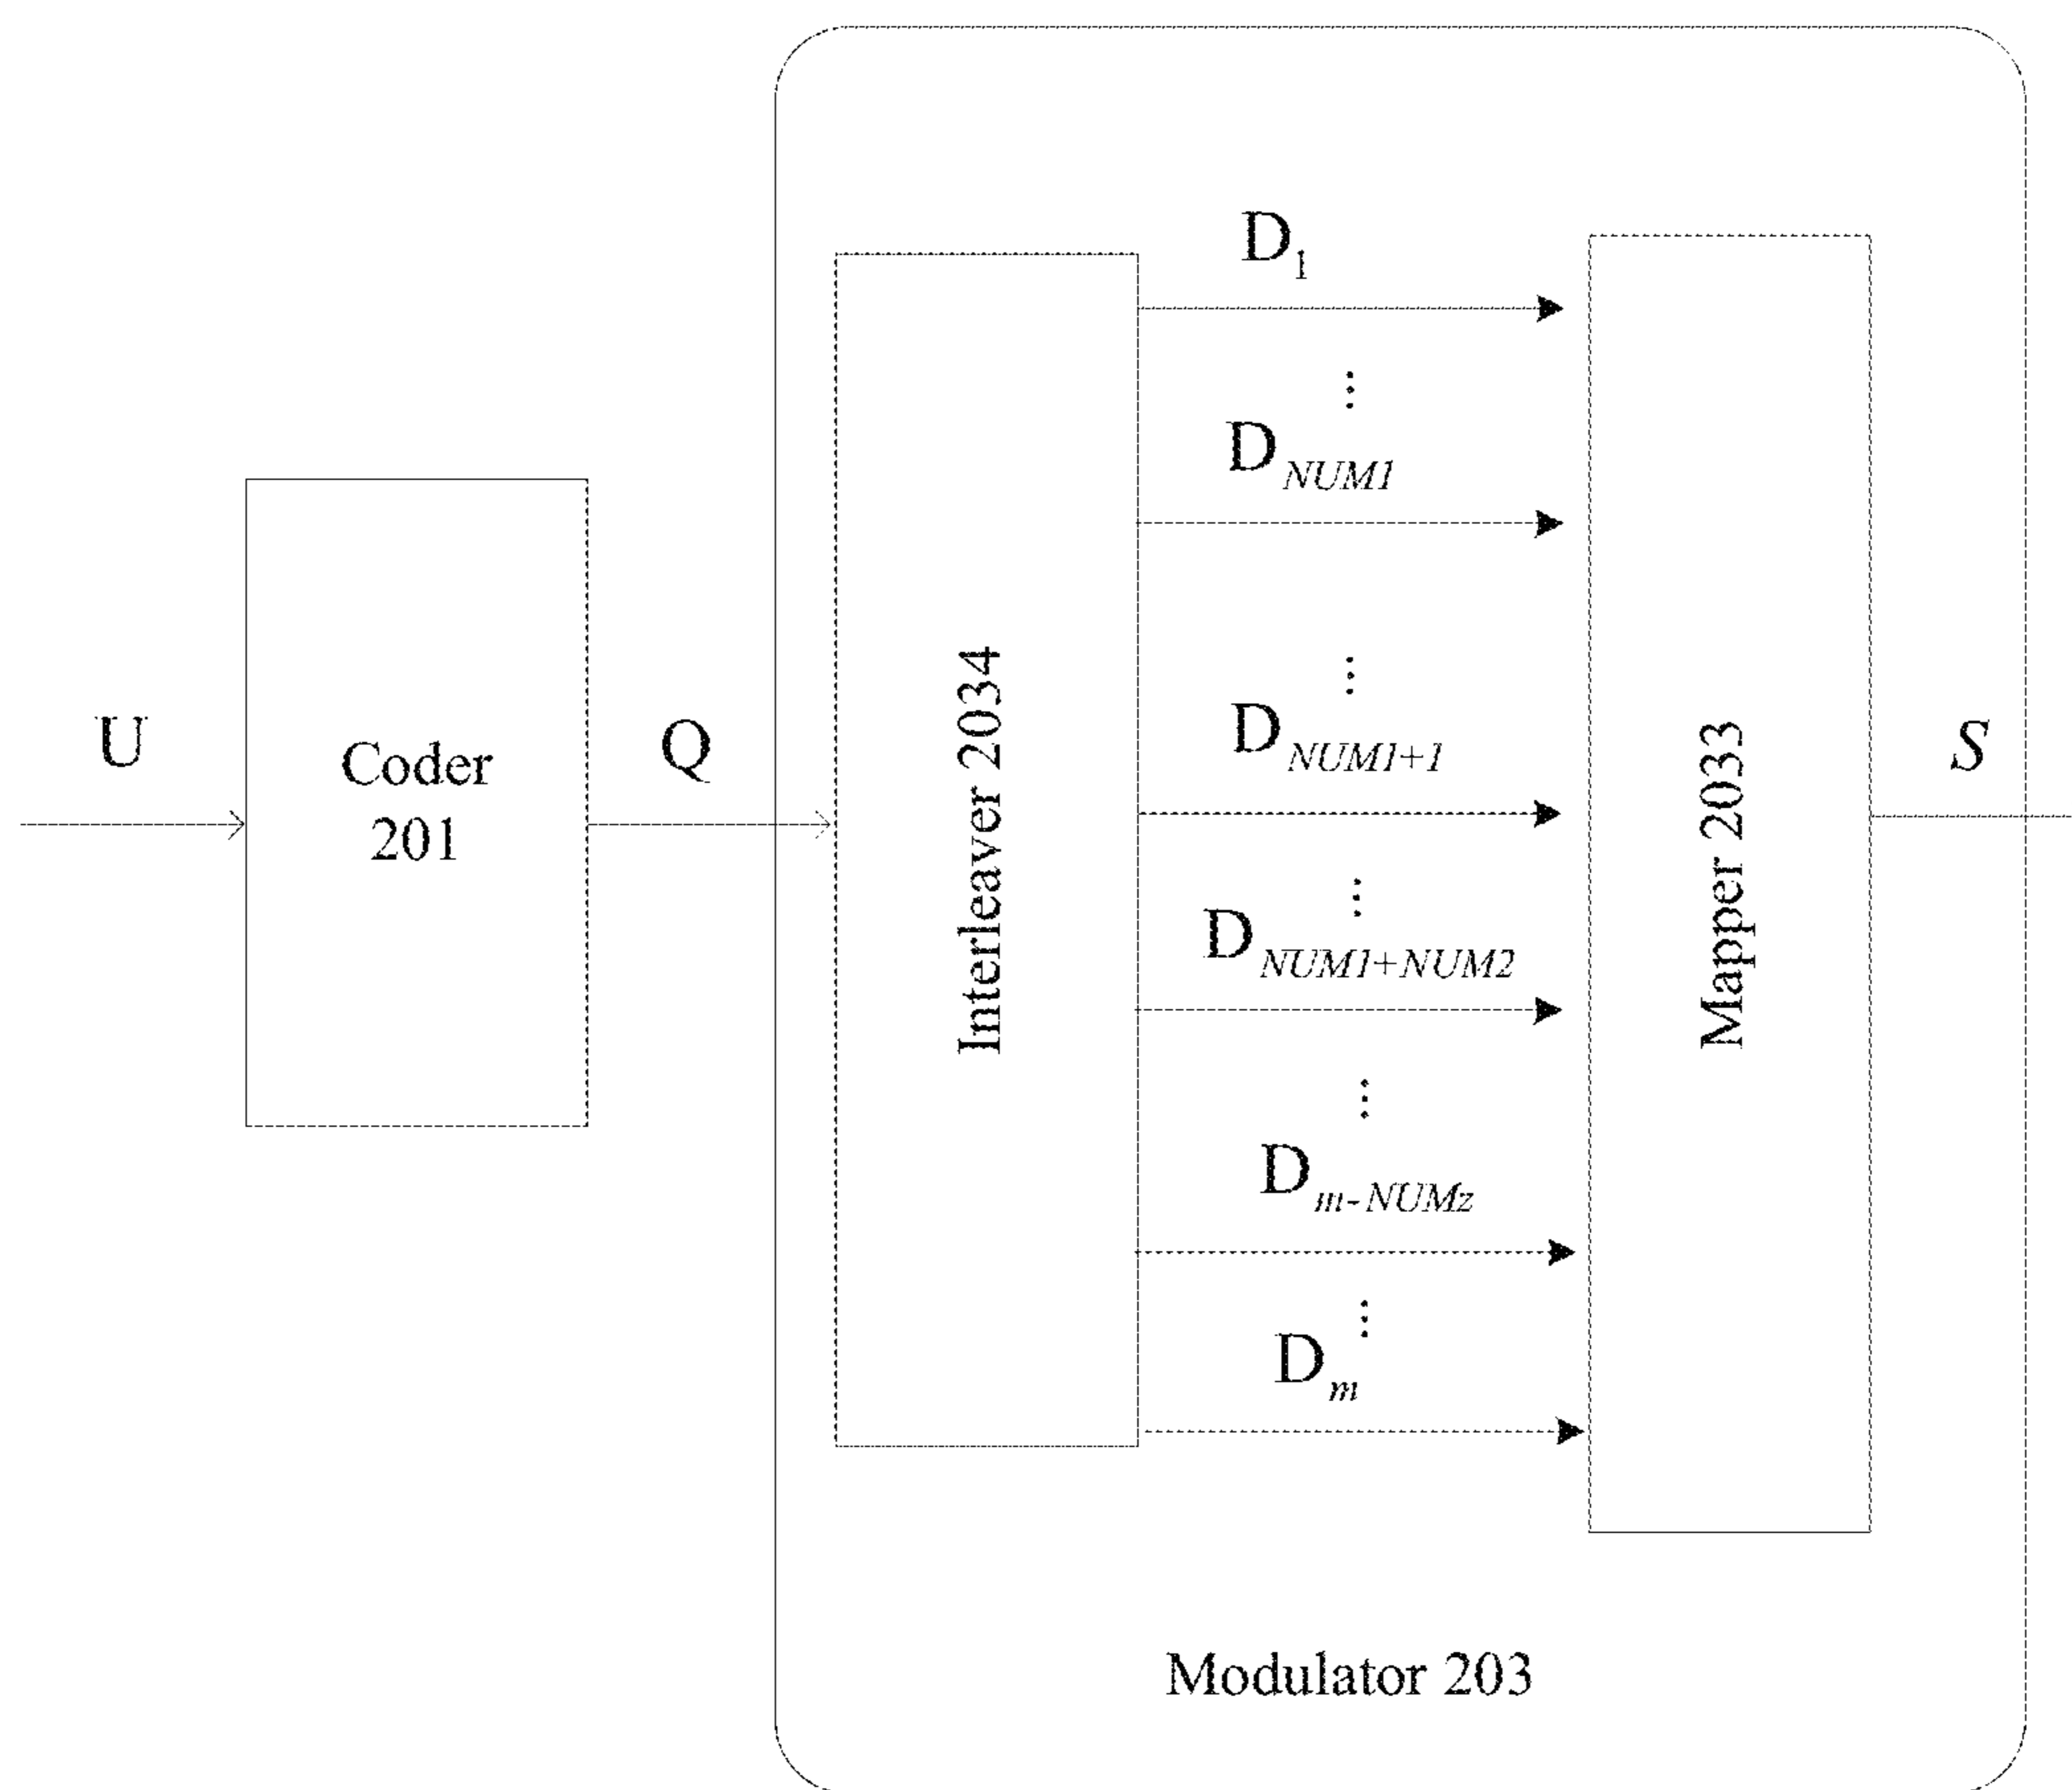 U
Coder
201
Q
Interleaver 2034
D1
⋮
DNUM1
⋮
DNUM1+1
⋮
DNUM1+NUM2
⋮
Dm-NUMz
⋮
Dm
Mapper 2033
S
Modulator 203